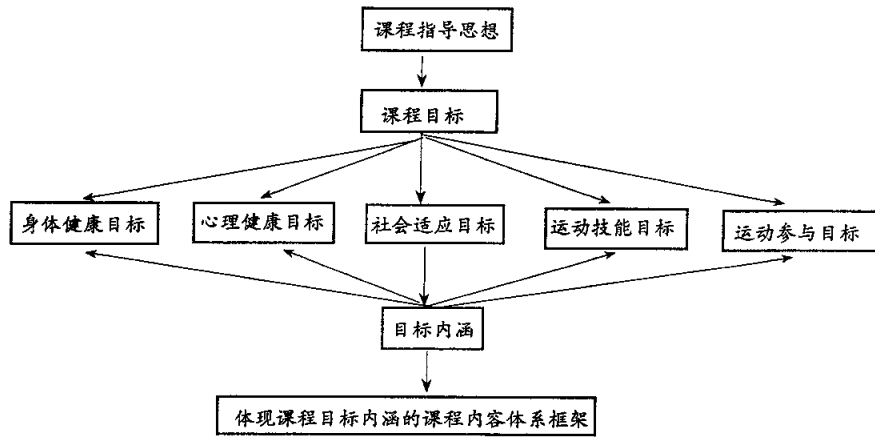 课程指导思想
课程目标
身体健康目标
心理健康目标
社会适应目标
运动技能目标
运动参与目标
目标内涵
体现课程目标内涵的课程内容体系框架